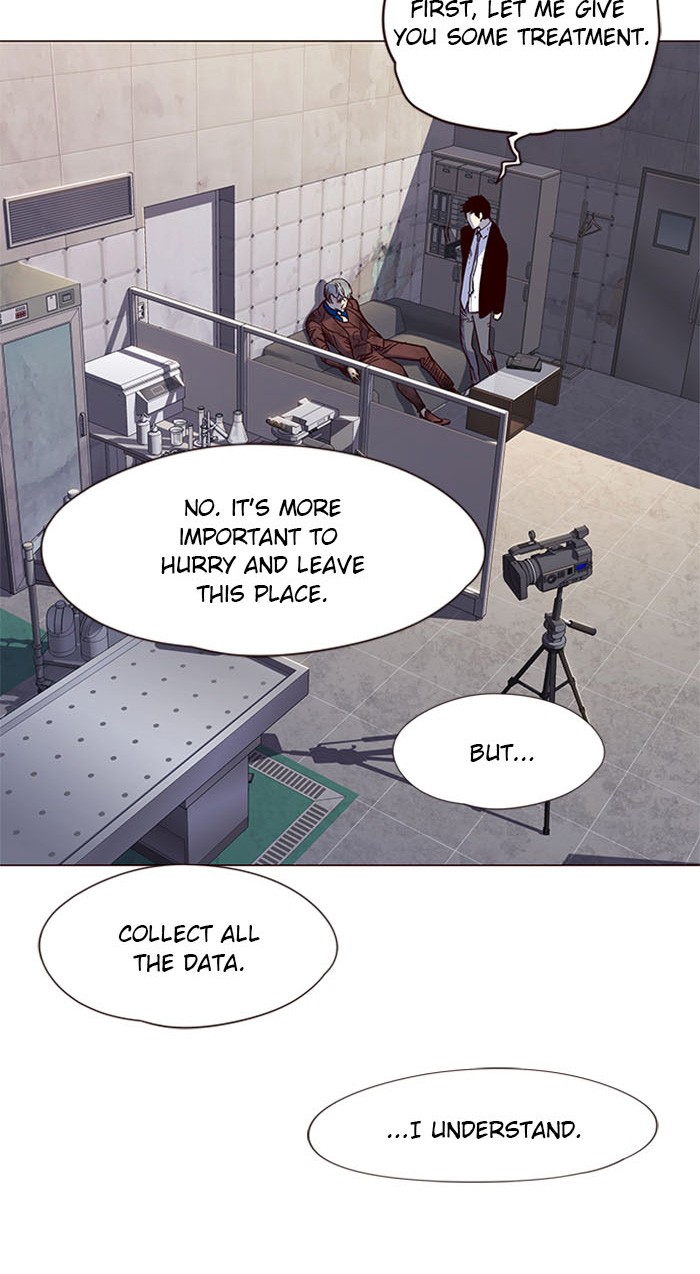 FIRST, LET ME GIVE
YOU SOME TREATMENT.
NO. IT'S MORE
IMPORTANT TO
HURRY AND LEAVE
THIS PLACE.
BUT...
COLLECT ALL
THE DATA.
...I UNDERSTAND.